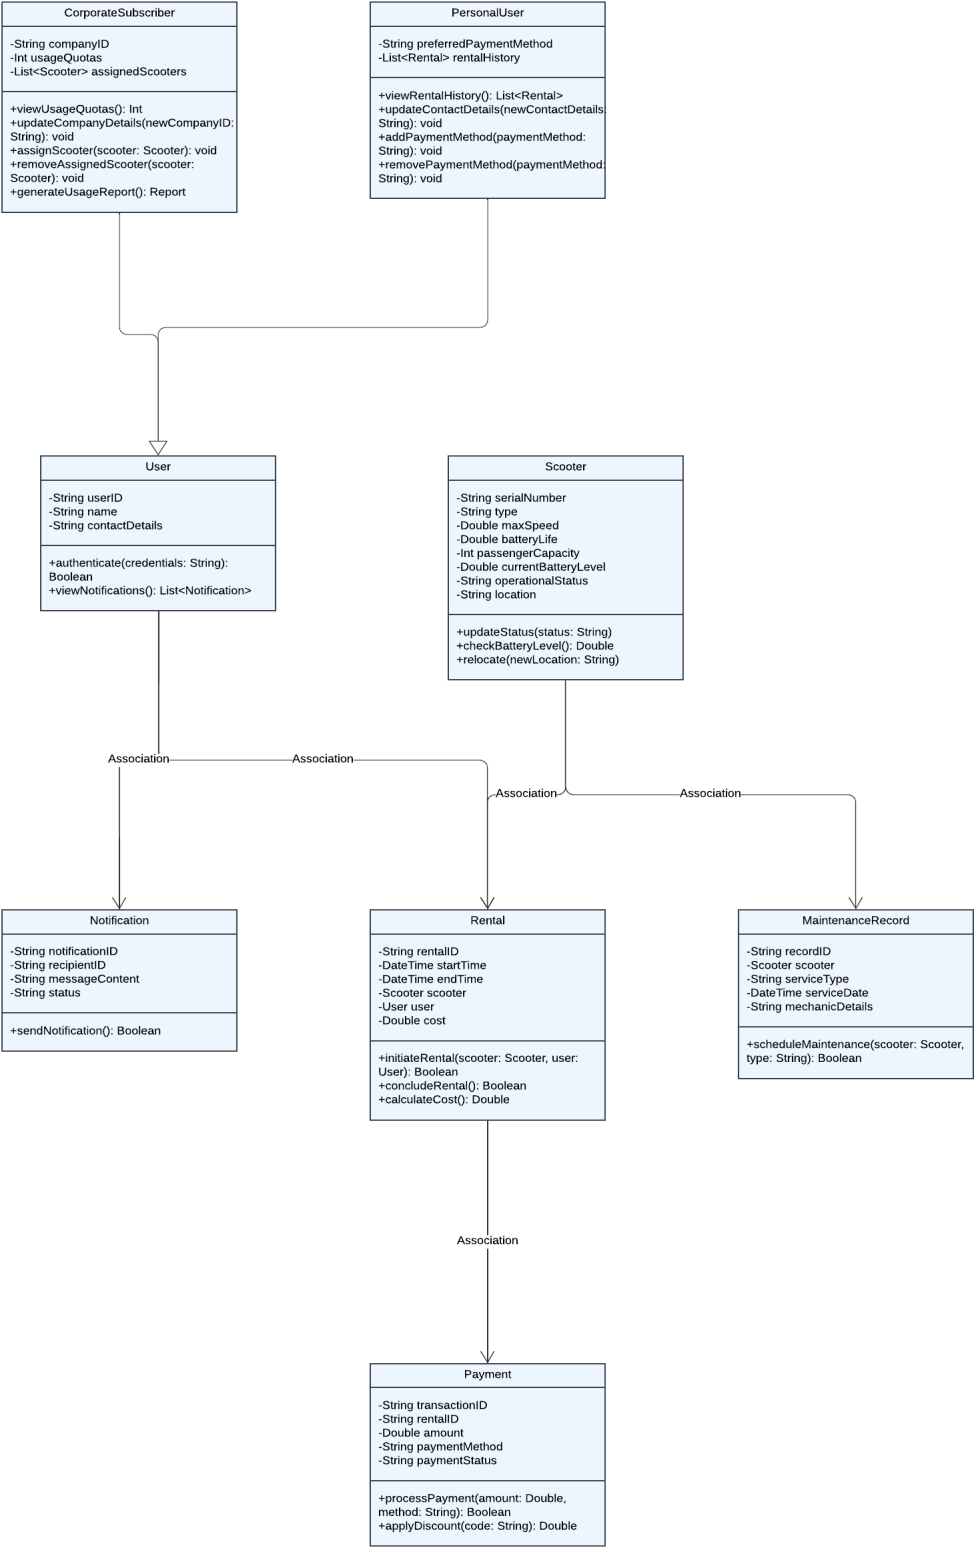 CorporateSubscriber
-String companyID
-Int usageQuotas
-List<Scooter> assignedScooters
+viewUsageQuotas(): Int
+updateCompanyDetails(newCompanyID:
String): void
+assignScooter(scooter: Scooter): void
+removeAssignedScooter(scooter:
Scooter): void
+generateUsageReport(): Report
PersonalUser
-String preferredPaymentMethod
-List<Rental> rentalHistory
+viewRentalHistory(): List<Rental>
+updateContactDetails(newContactDetails:
String): void
+addPaymentMethod(paymentMethod:
String): void
+removePaymentMethod(paymentMethod:
String): void
User
-String userID
-String name
-String contactDetails
+authenticate(credentials: String):
Boolean
+viewNotifications(): List<Notification>
Scooter
-String serialNumber
-String type
-Double maxSpeed
-Double batteryLife
-Int passengerCapacity
-Double currentBatteryLevel
-String operationalStatus
-String location
+updateStatus(status: String)
+checkBatteryLevel(): Double
+relocate(newLocation: String)
Association
Association
Association
Association
Notification
-String notificationID
-String recipientID
-String messageContent
-String status
+sendNotification(): Boolean
Rental
-String rentalID
-DateTime startTime
-DateTime endTime
-Scooter scooter
-User user
-Double cost
+initiateRental(scooter: Scooter, user:
User): Boolean
+concludeRental(): Boolean
+calculateCost(): Double
MaintenanceRecord
-String recordID
-Scooter scooter
-String serviceType
-DateTime serviceDate
-String mechanicDetails
+scheduleMaintenance(scooter: Scooter,
type: String): Boolean
Association
Payment
-String transactionID
-String rentalID
-Double amount
-String paymentMethod
-String paymentStatus
+processPayment(amount: Double,
method: String): Boolean
+applyDiscount(code: String): Double